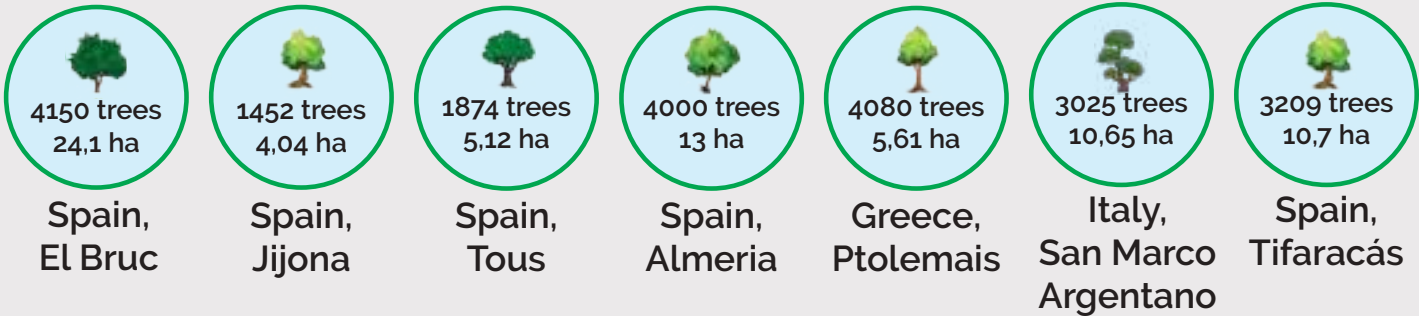 4150 trees
24,1 ha
Spain,
El Bruc
1452 trees
4,04 ha
Spain,
Jijona
1874 trees
5,12 ha
Spain,
Tous
4000 trees
13 ha
Spain,
Almeria
4080 trees
5,61 ha
Greece,
Ptolemais
3025 trees
10,65 ha
Italy,
San Marco
Argentano
3209 trees
10,7 ha
Spain,
Tifaracás